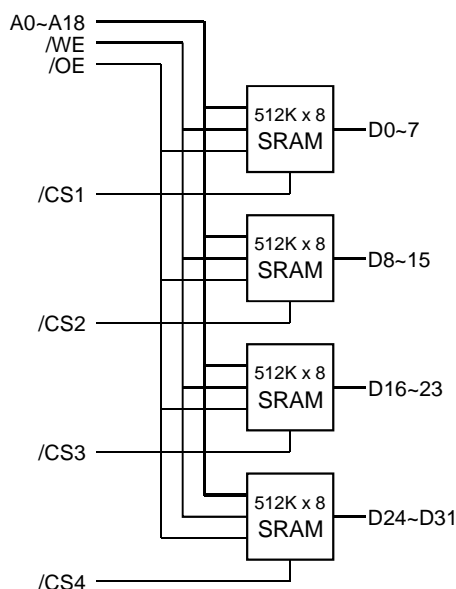 A0~A18
/WE
/OE
512K x 8
SRAM
D0~7
/CS1
512K x 8
SRAM
D8~15
/CS2
512K x 8
SRAM
D16~23
/CS3
512K x 8
SRAM
D24~D31
/CS4